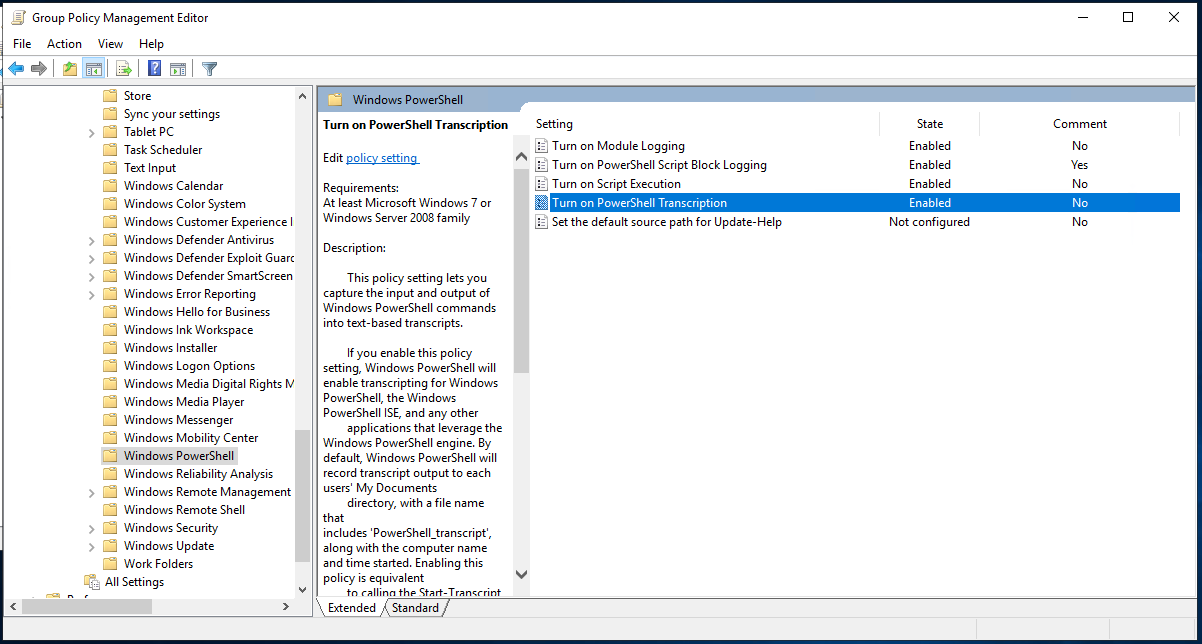 Group Policy Management Editor
File Action View Help
Store
Sync your settings
Tablet PC
Task Scheduler
Text Input
Windows Calendar
Windows Color System
Windows Customer Experience I
Windows Defender Antivirus
Windows Defender Exploit Guard
Windows Defender SmartScreen
Windows Error Reporting
Windows Hello for Business
Windows Ink Workspace
Windows Installer
Windows Logon Options
Windows Media Digital Rights M
Windows Media Player
Windows Messenger
Windows Mobility Center
Windows PowerShell
Windows Reliability Analysis
Windows Remote Management
Windows Remote Shell
Windows Security
Windows Update
Work Folders
All Settings
Windows PowerShell
Turn on PowerShell Transcription
Edit policy setting
Requirements:
At least Microsoft Windows 7 or
Windows Server 2008 family
Description:
This policy setting lets you
capture the input and output of
Windows PowerShell commands
into text-based transcripts.
If you enable this policy
setting, Windows PowerShell will
enable transcripting for Windows
PowerShell, the Windows
PowerShell ISE, and any other
applications that leverage the
Windows PowerShell engine. By
default, Windows PowerShell will
record transcript output to each
users' My Documents
directory, with a file name
that
includes 'PowerShell_transcript',
along with the computer name
and time started. Enabling this
policy is equivalent
to calling the Start-Transcript
Setting State Comment
Turn on Module Logging Enabled No
Turn on PowerShell Script Block Logging Enabled Yes
Turn on Script Execution Enabled No
Turn on PowerShell Transcription Enabled No
Set the default source path for Update-Help Not configured No
Extended Standard